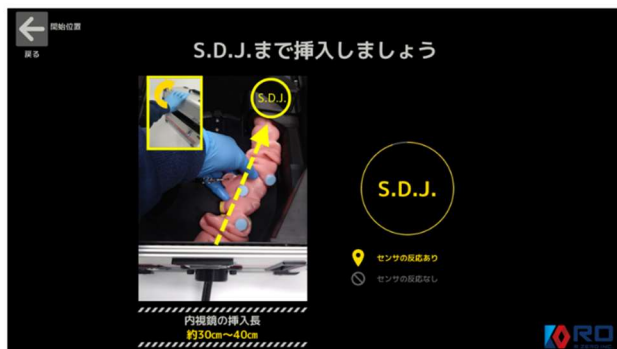 開始位置
戻る
S.D.J.まで挿入しましょう
S.D.J.
S.D.J.
センサの反応あり
センサの反応なし
内視鏡の挿入長
約30cm～40cm
RO